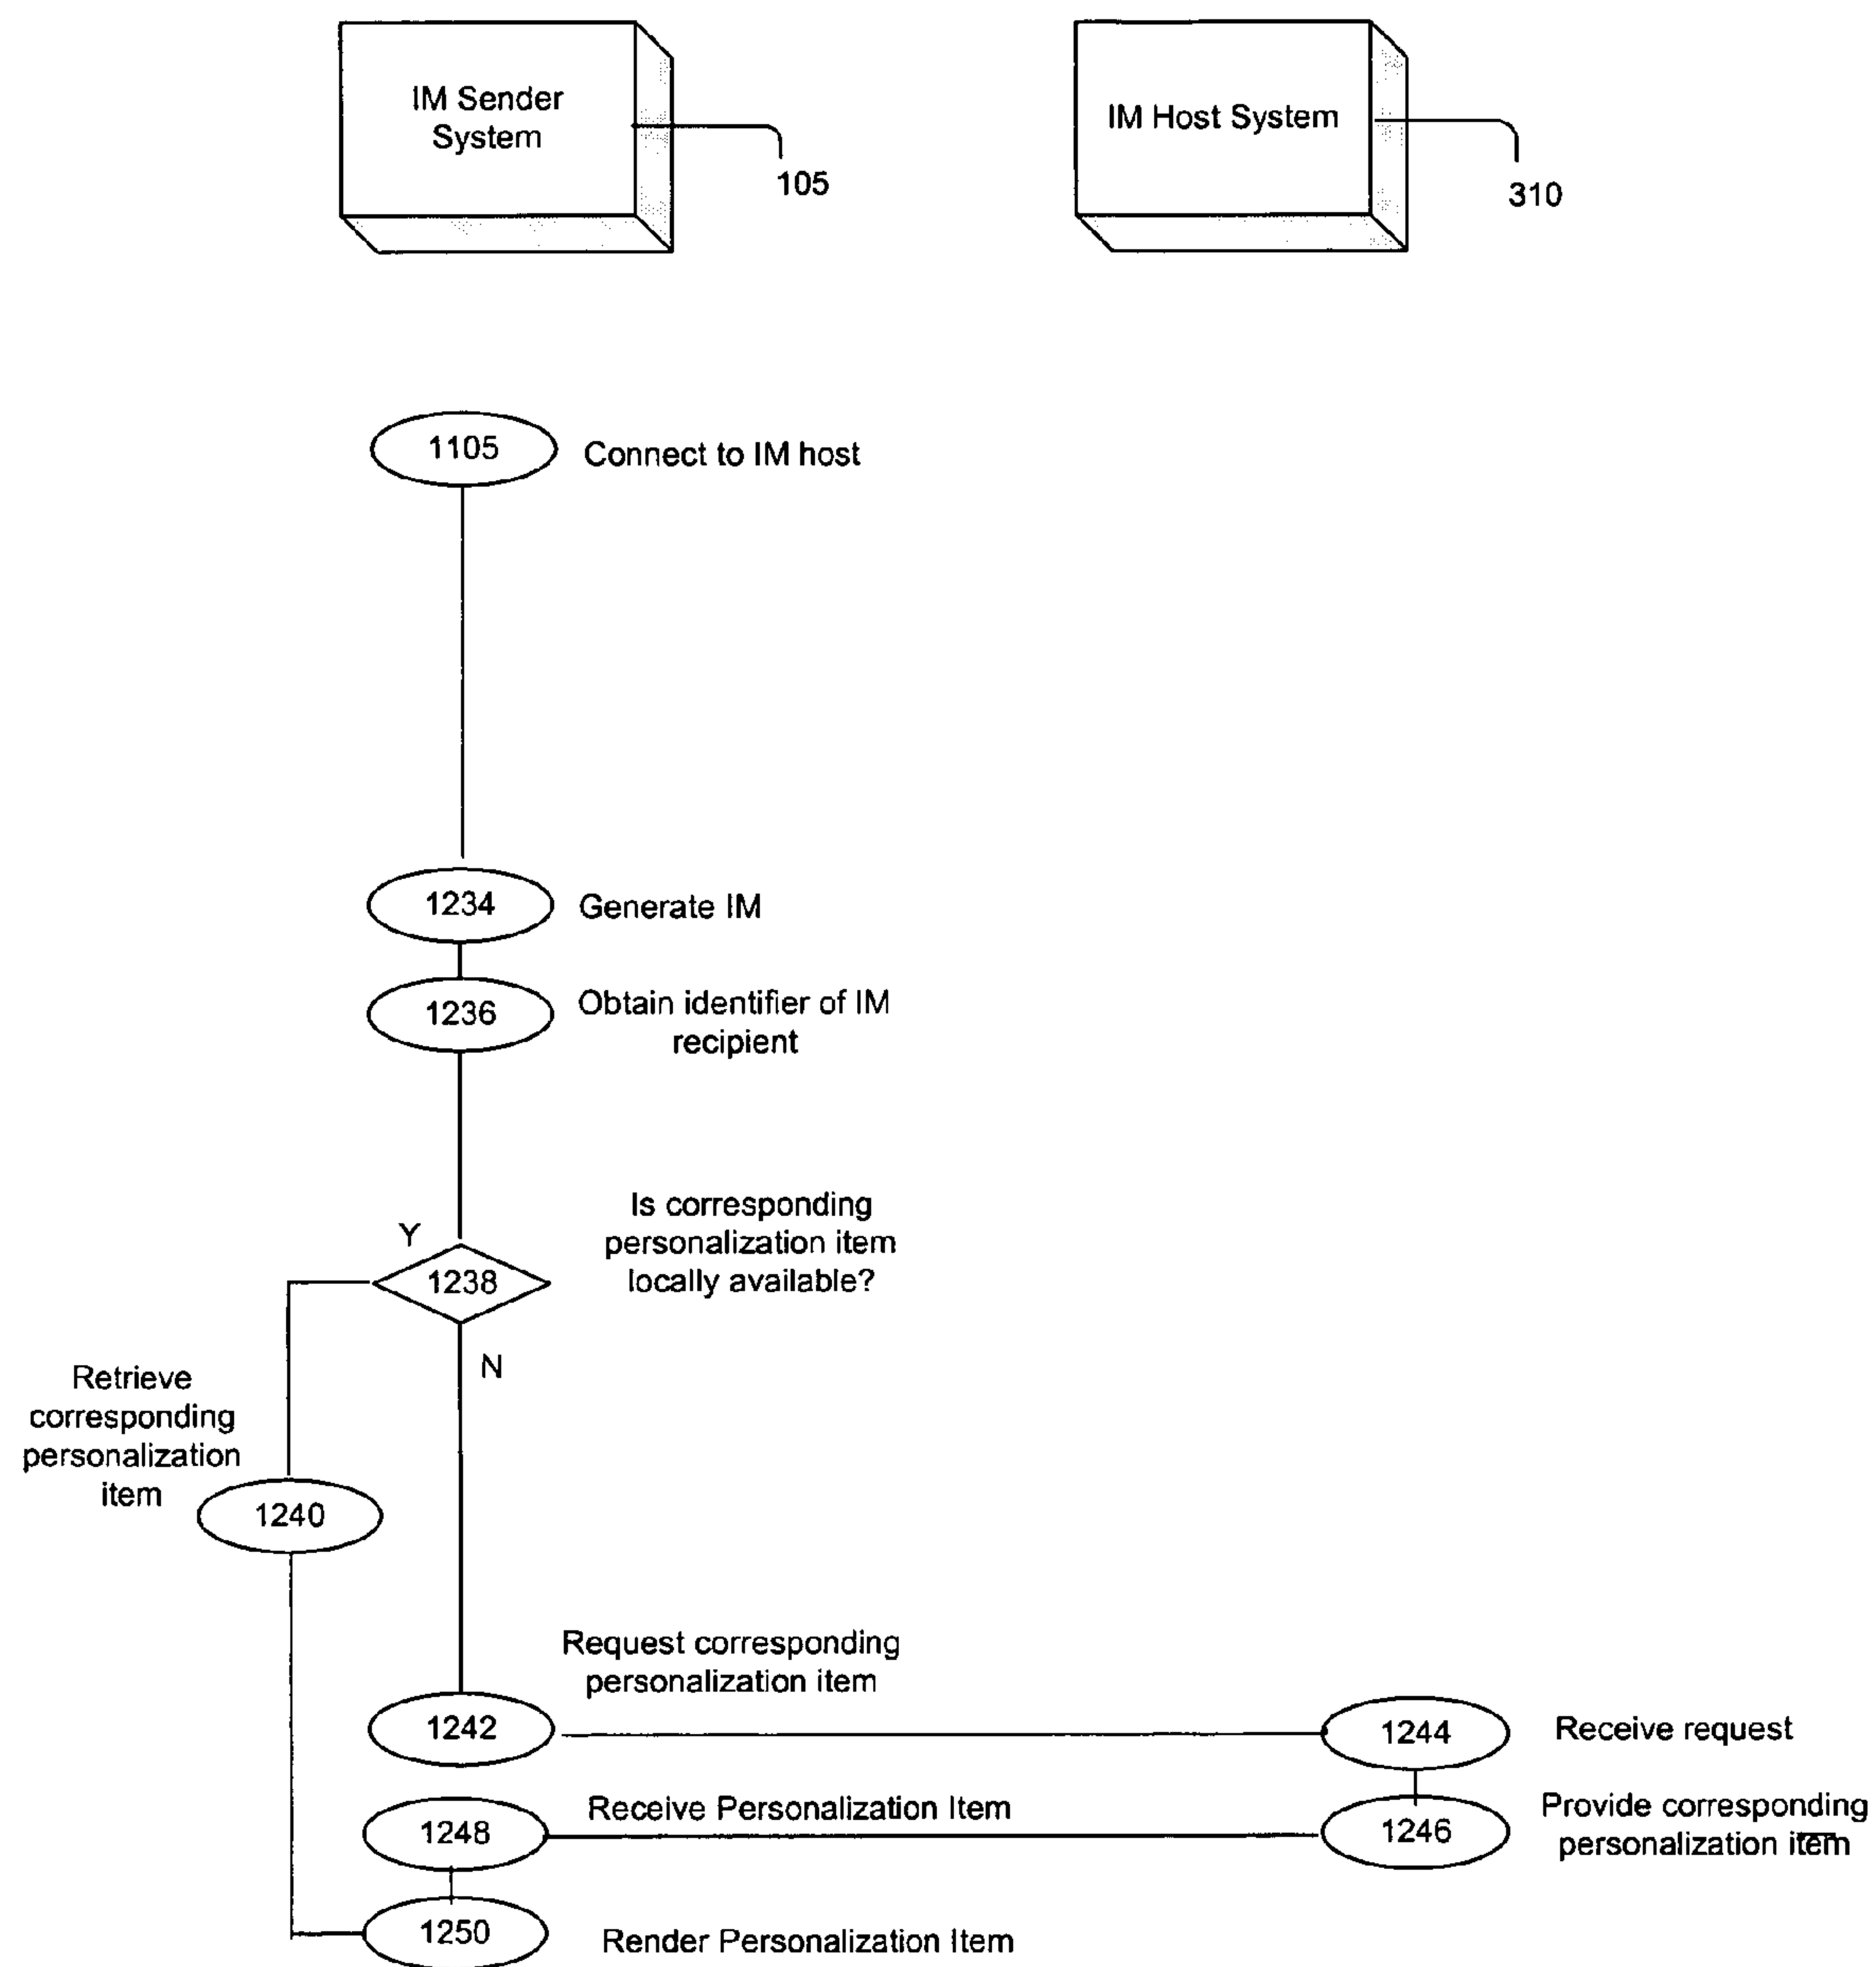 IM Sender
System
105
IM Host System
310
1105
Connect to IM host
1234
Generate IM
1236
Obtain identifier of IM
recipient
Is corresponding
personalization item
locally available?
Y
1238
N
Retrieve
corresponding
personalization
item
1240
Request corresponding
personalization item
1242
1244
Receive request
1248
Receive Personalization Item
1246
Provide corresponding
personalization item
1250
Render Personalization Item